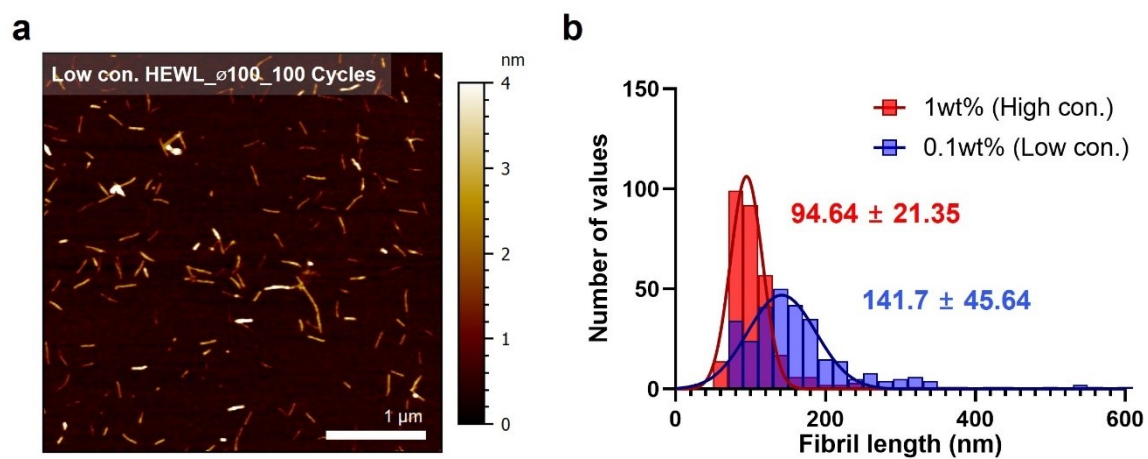 a
Low con. HEWL_⌀100_100 Cycles
nm
4
3
2
1
0
1 µm
b
150
100
50
0
Number of values
1wt% (High con.)
0.1wt% (Low con.)
94.64 ± 21.35
141.7 ± 45.64
0 200 400 600
Fibril length (nm)